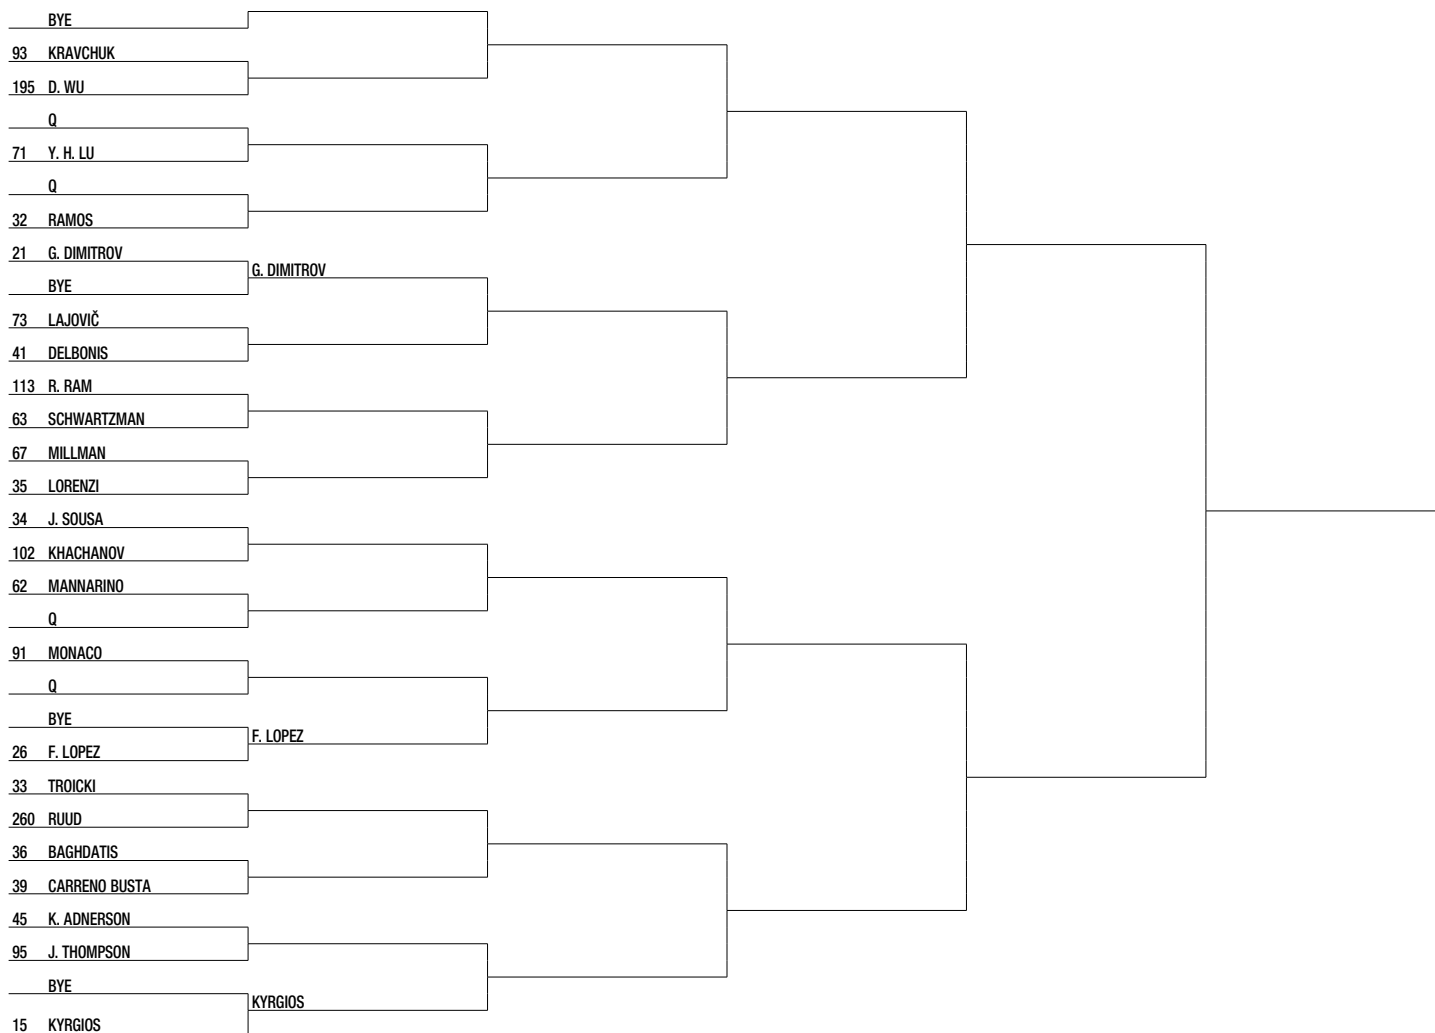 BYE
93 KRAVCHUK
195 D. WU
Q
71 Y. H. LU
Q
32 RAMOS
21 G. DIMITROV
G. DIMITROV
BYE
73 LAJOVIČ
41 DELBONIS
113 R. RAM
63 SCHWARTZMAN
67 MILLMAN
35 LORENZI
34 J. SOUSA
102 KHACHANOV
62 MANNARINO
Q
91 MONACO
Q
BYE
F. LOPEZ
26 F. LOPEZ
33 TROICKI
260 RUUD
36 BAGHDATIS
39 CARRENO BUSTA
45 K. ADNERSON
95 J. THOMPSON
BYE
KYRGIOS
15 KYRGIOS